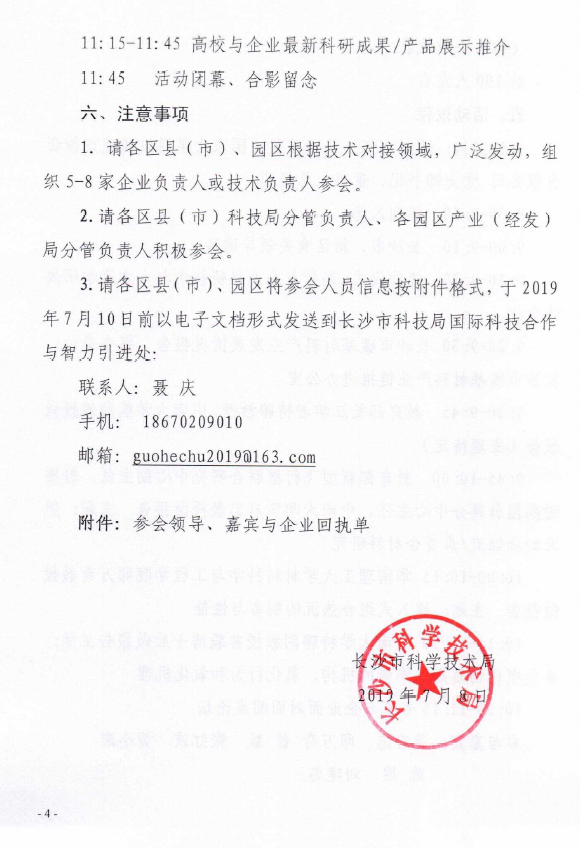 11:15-11:45 高校与企业最新科研成果/产品展示推介
11:45 活动闭幕、合影留念
六、注意事项
1. 请各区县（市）、园区根据技术对接领域，广泛发动，组
织 5-8 家企业负责人或技术负责人参会。
2.请各区县（市）科技局分管负责人、各园区产业（经发）
局分管负责人积极参会。
3.请各区县(市)、园区将参会人员信息按附件格式，于 2019
年 7 月 10 日前以电子文档形式发送到长沙市科技局国际科技合作
与智力引进处:
联系人：聂 庆
手机： 18670209010
邮箱：guohechu2019@163.com
附件：参会领导、嘉宾与企业回执单
长沙市科学技术局
2019 年 7 月 8 日
长沙市科学技术局
- 4 -